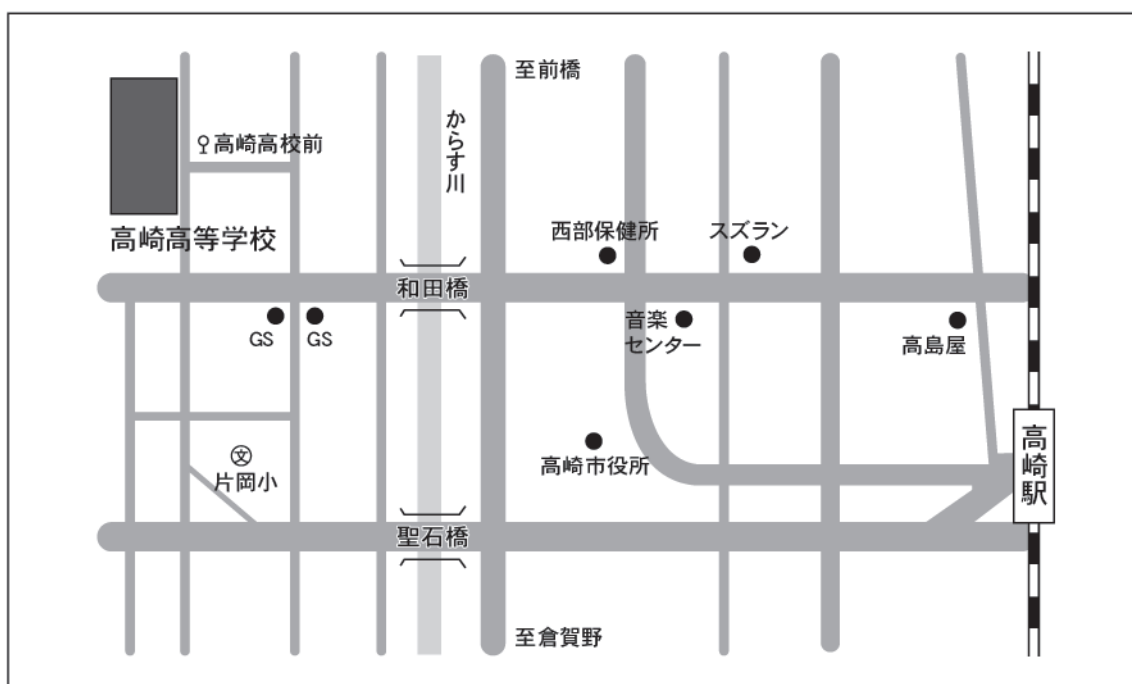 至前橋
からす川
高崎高校前
高崎高等学校
西部保健所
スズラン
和田橋
GS
GS
音楽
センター
高島屋
高崎駅
高崎市役所
文
片岡小
聖石橋
至倉賀野